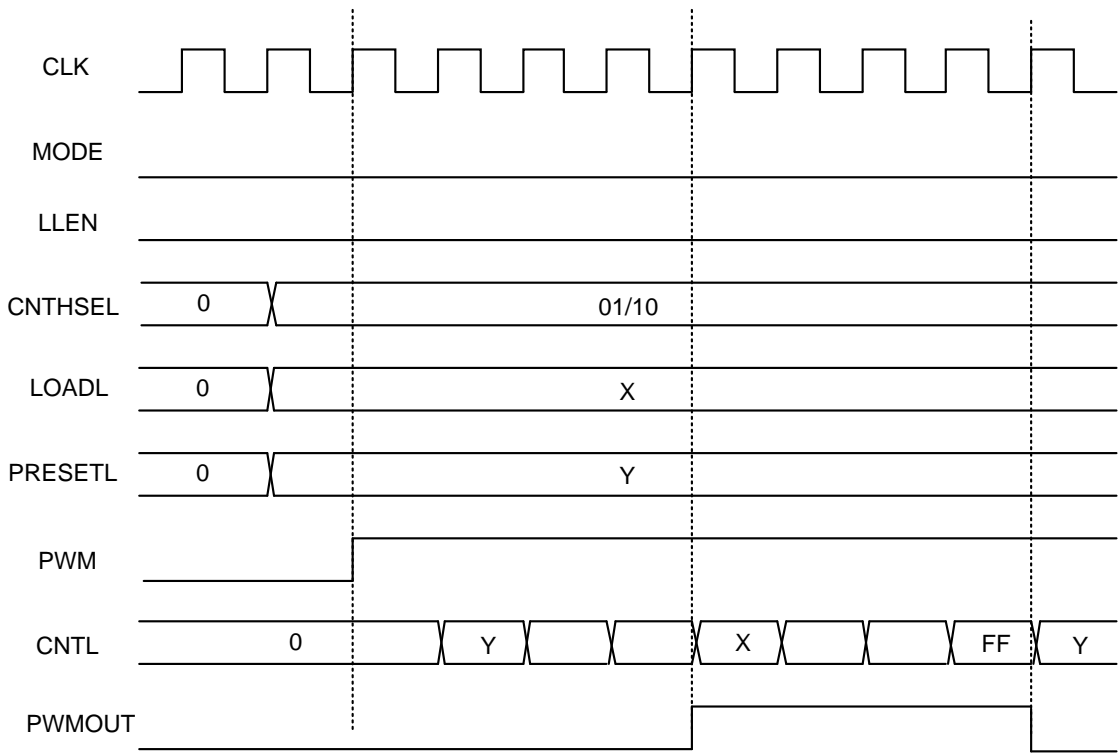 CLK
MODE
LLEN
CNTHSEL 0 01/10
LOADL 0 X
PRESETL 0 Y
PWM
CNTL 0 Y X FF Y
PWMOUT